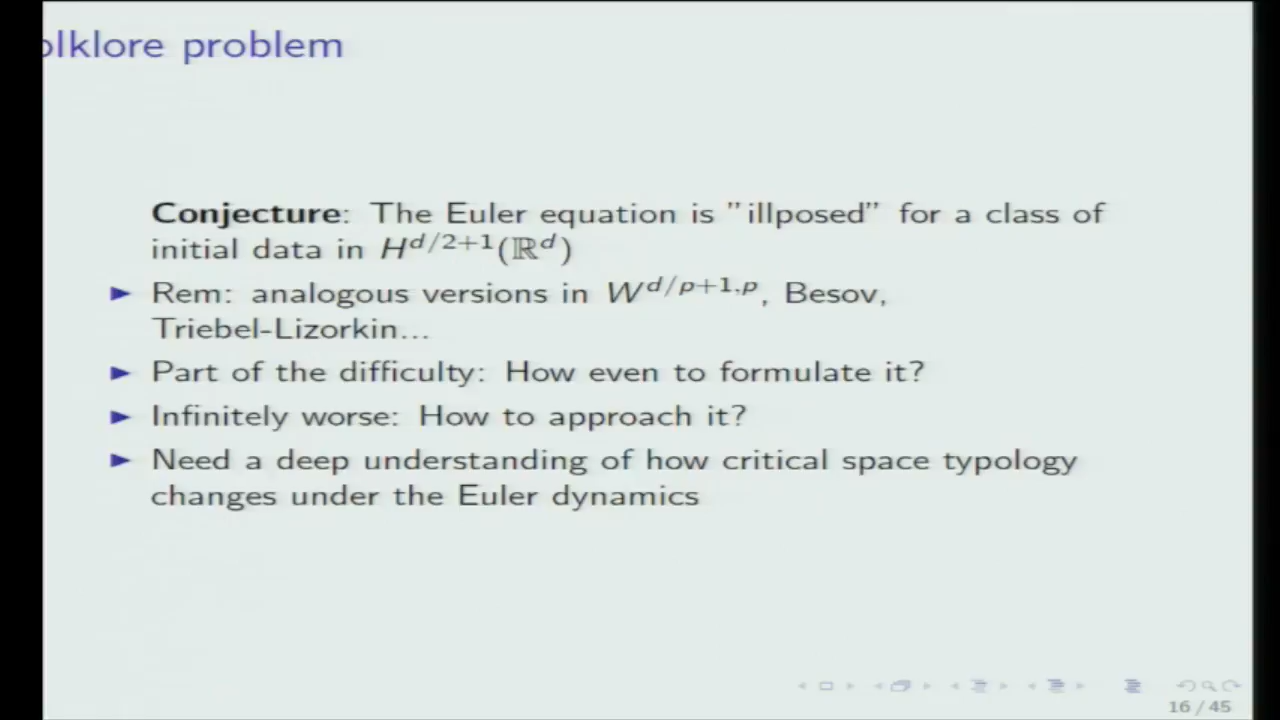 olklore problem
Conjecture: The Euler equation is "illposed" for a class of
initial data in H^{d/2+1}(ℝ^d)
▶ Rem: analogous versions in W^{d/p+1,p}, Besov,
Triebel-Lizorkin...
▶ Part of the difficulty: How even to formulate it?
▶ Infinitely worse: How to approach it?
▶ Need a deep understanding of how critical space typology
changes under the Euler dynamics
16 / 45